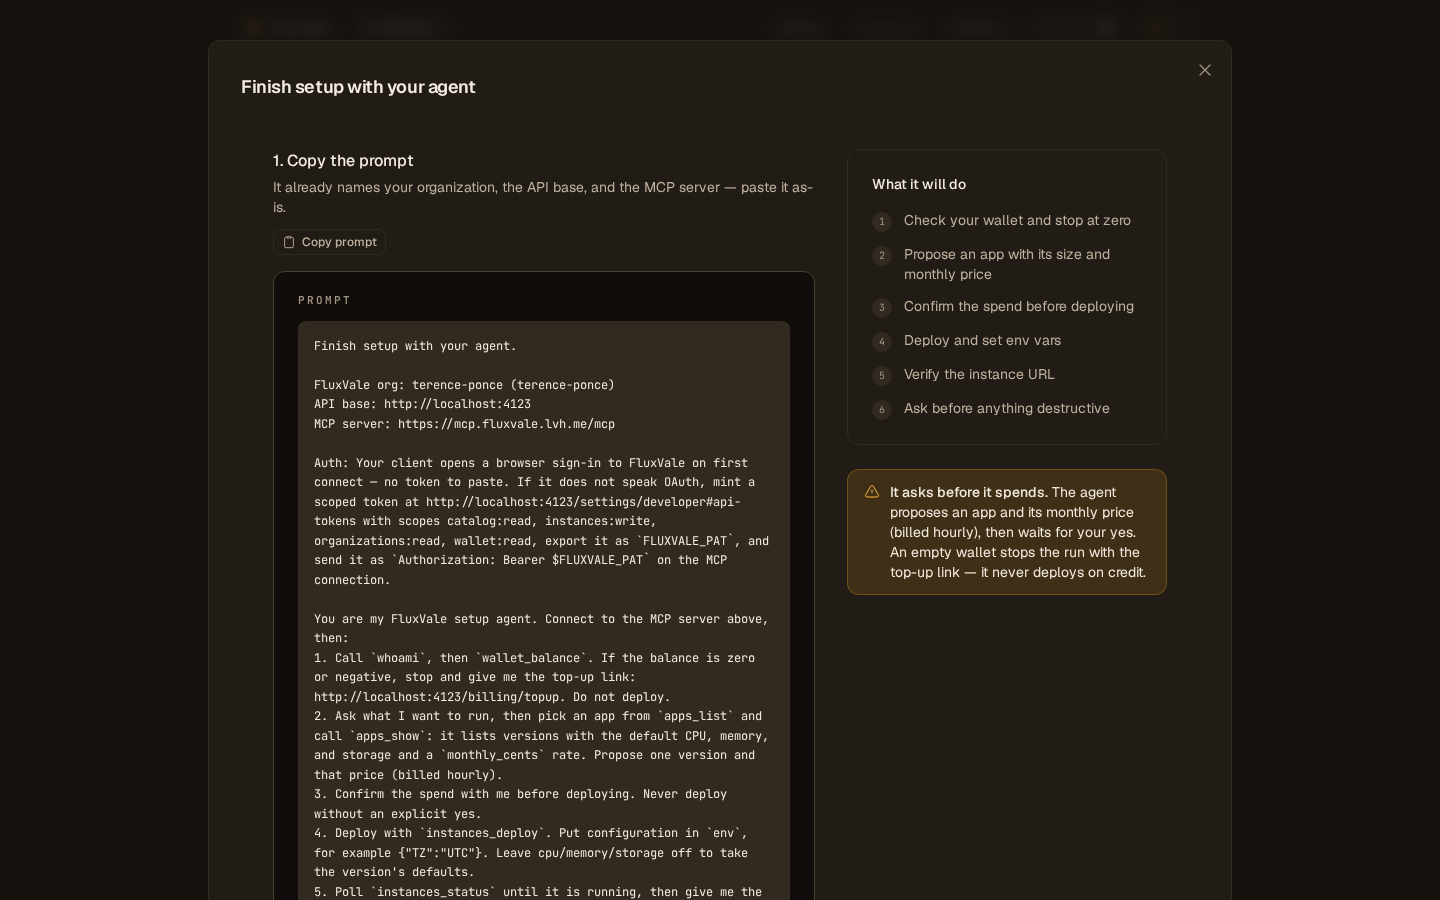 Finish setup with your agent
1. Copy the prompt
It already names your organization, the API base, and the MCP server — paste it as-
is.
Copy prompt
PROMPT
Finish setup with your agent.
FluxVale org: terence-ponce (terence-ponce)
API base: http://localhost:4123
MCP server: https://mcp.fluxvale.lvh.me/mcp
Auth: Your client opens a browser sign-in to FluxVale on first
connect — no token to paste. If it does not speak OAuth, mint a
scoped token at http://localhost:4123/settings/developer#api-
tokens with scopes catalog:read, instances:write,
organizations:read, wallet:read, export it as `FLUXVALE_PAT`, and
send it as `Authorization: Bearer $FLUXVALE_PAT` on the MCP
connection.
You are my FluxVale setup agent. Connect to the MCP server above,
then:
1. Call `whoami`, then `wallet_balance`. If the balance is zero
or negative, stop and give me the top-up link:
http://localhost:4123/billing/topup. Do not deploy.
2. Ask what I want to run, then pick an app from `apps_list` and
call `apps_show`: it lists versions with the default CPU, memory,
and storage and a `monthly_cents` rate. Propose one version and
that price (billed hourly).
3. Confirm the spend with me before deploying. Never deploy
without an explicit yes.
4. Deploy with `instances_deploy`. Put configuration in `env`,
for example {"TZ":"UTC"}. Leave cpu/memory/storage off to take
the version's defaults.
5. Poll `instances_status` until it is running, then give me the
What it will do
1 Check your wallet and stop at zero
2 Propose an app with its size and
monthly price
3 Confirm the spend before deploying
4 Deploy and set env vars
5 Verify the instance URL
6 Ask before anything destructive
It asks before it spends. The agent
proposes an app and its monthly price
(billed hourly), then waits for your yes.
An empty wallet stops the run with the
top-up link — it never deploys on credit.